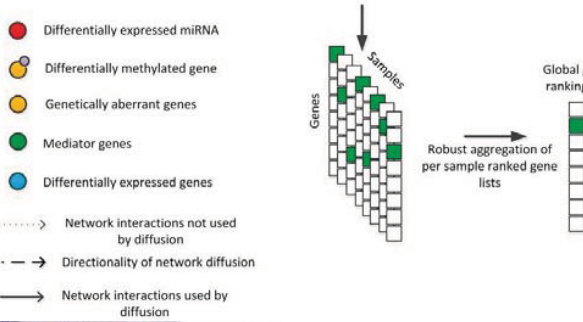 Differentially expressed miRNA
Differentially methylated gene
Genetically aberrant genes
Mediator genes
Differentially expressed genes
Network interactions not used
by diffusion
Directionality of network diffusion
Network interactions used by
diffusion
Samples
Genes
Robust aggregation of
per sample ranked gene
lists
Global
ranking